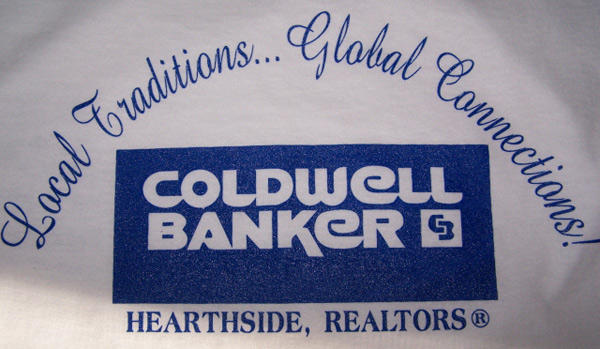 Local Traditions... Global Connections!
COLDWELL
BANKER CB
HEARTHSIDE, REALTORS®